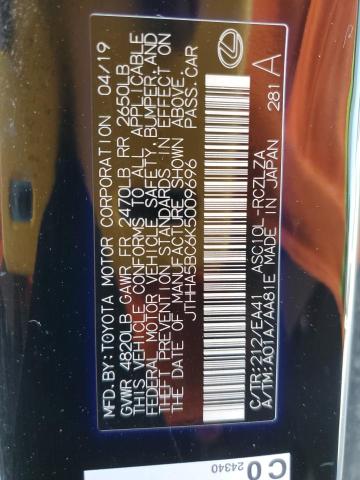 MFD. BY: TOYOTA MOTOR CORPORATION 04/19
GVWR 4820LB GAWR FR 2470LB RR 2650LB
THIS VEHICLE CONFORMS TO ALL APPLICABLE
FEDERAL MOTOR VEHICLE SAFETY, BUMPER, AND
THEFT PREVENTION STANDARDS IN EFFECT ON
THE DATE OF MANUFACTURE SHOWN ABOVE.
JTHHA5BC6K5009696 PASS. CAR
C/TR: 212/EA41 ASC10L-RCZLZA 281 A
A/TM: A01A/AA81E MADE IN JAPAN
C0
24340